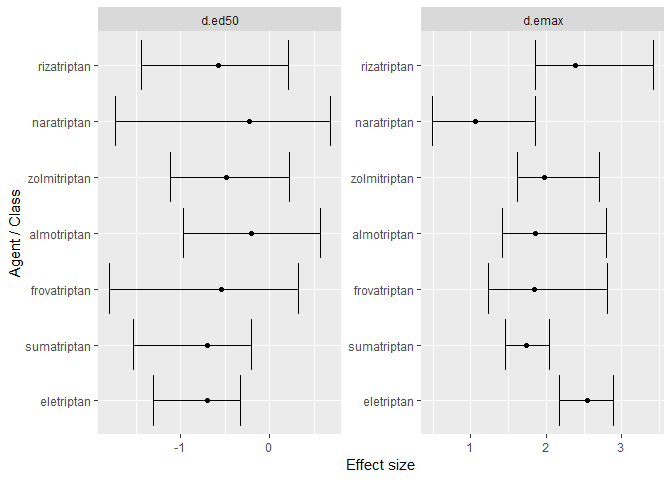 d.ed50
d.emax
Agent / Class
rizatriptan
naratriptan
zolmitriptan
almotriptan
frovatriptan
sumatriptan
eletriptan
-1
0
rizatriptan
naratriptan
zolmitriptan
almotriptan
frovatriptan
sumatriptan
eletriptan
1
2
3
Effect size